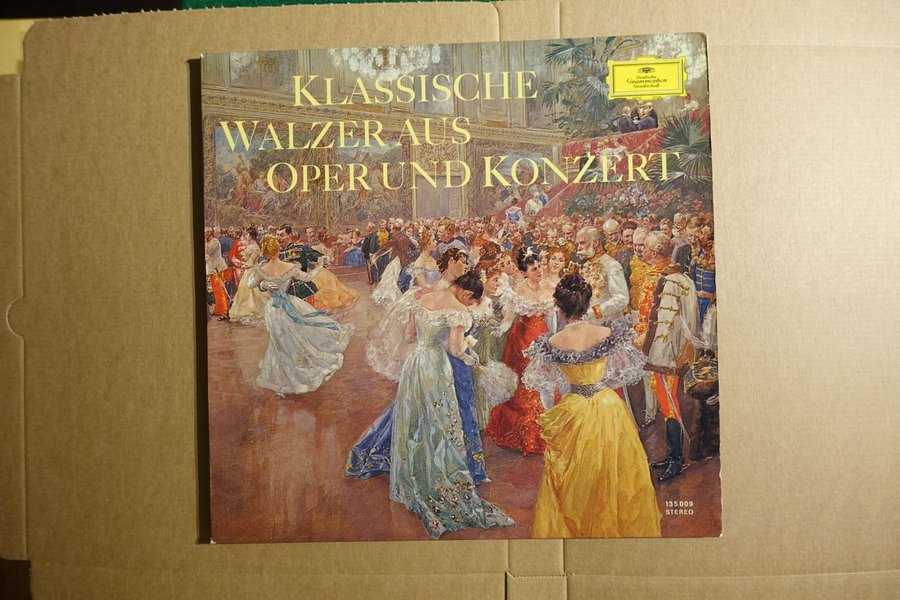 KLASSISCHE
WALZER AUS
OPER UND KONZERT
Deutsche
Grammophon
Gesellschaft
135 009
STEREO